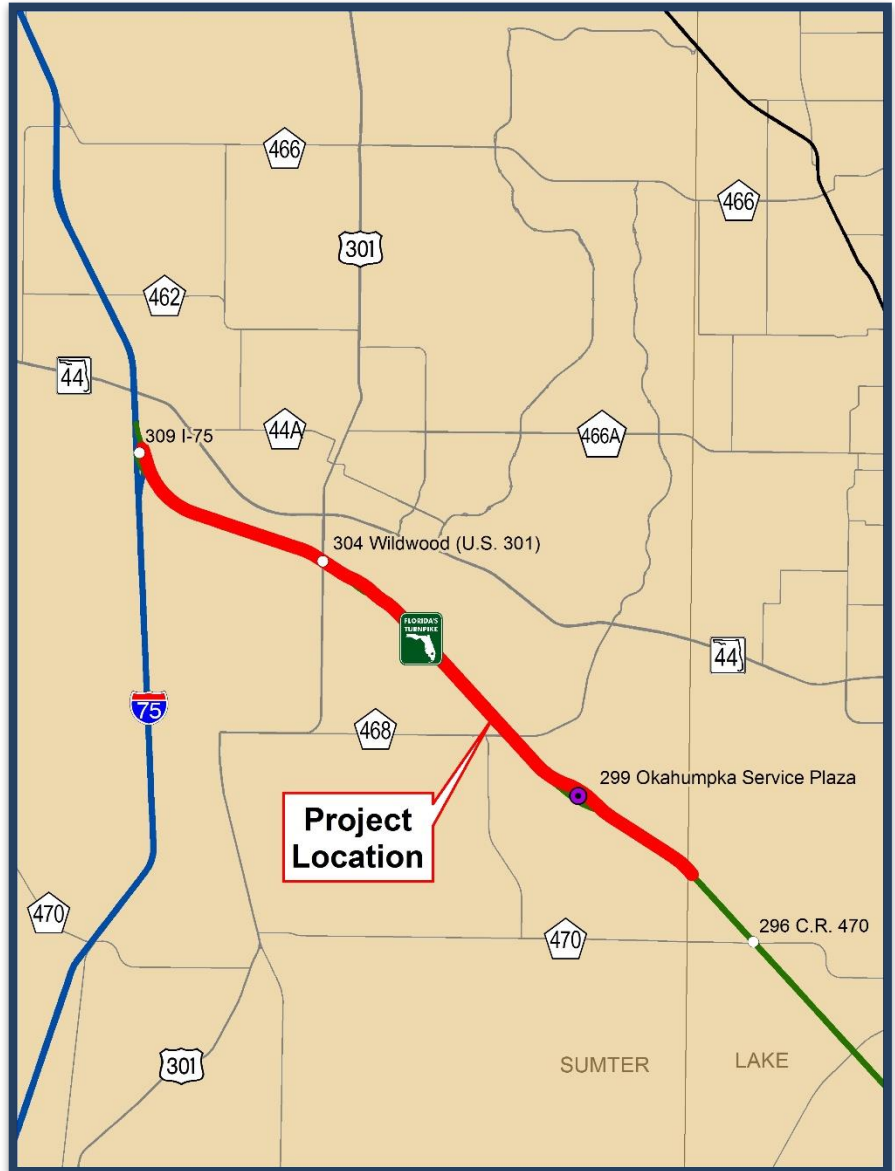 466
466
301
462
44
309 I-75
44A
466A
304 Wildwood (U.S. 301)
FLORIDA'S
TURNPIKE
44
75
468
299 Okahumpka Service Plaza
Project
Location
470
470
296 C.R. 470
301
SUMTER
LAKE